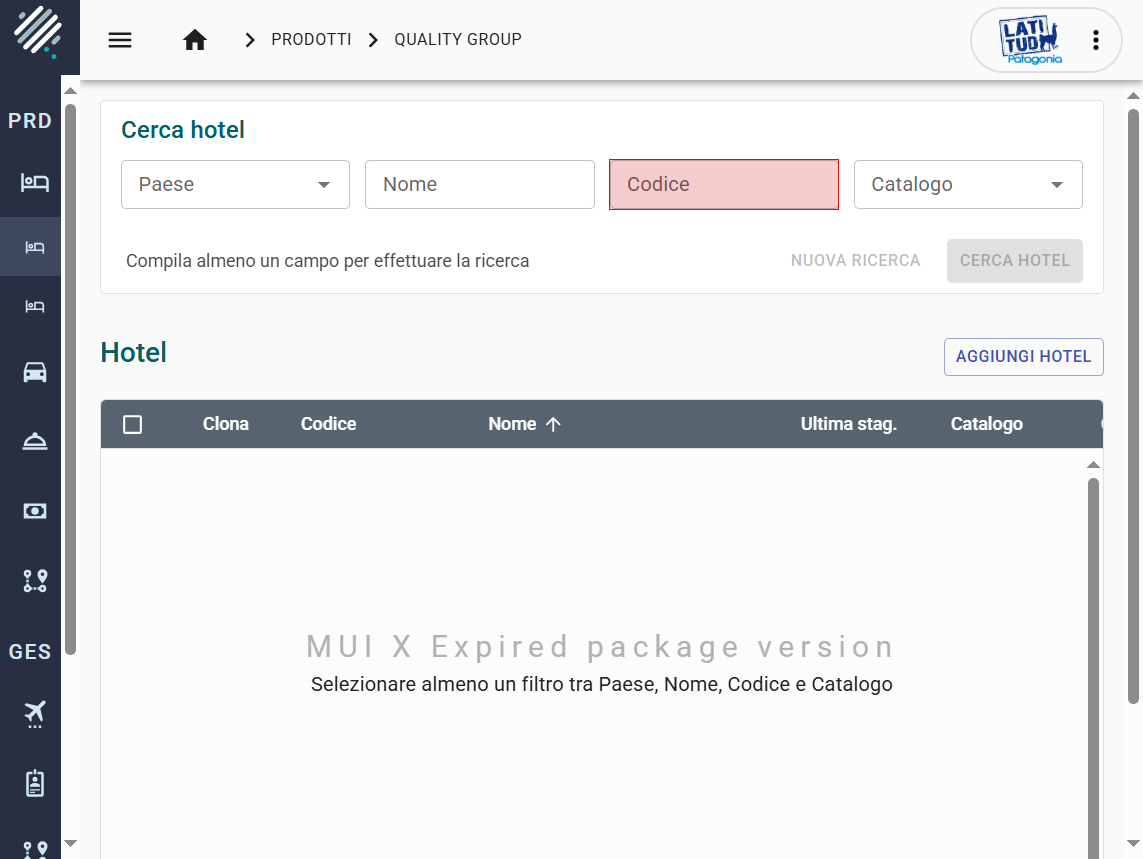 PRODOTTI QUALITY GROUP
LATI
TUD
Patagonia
PRD
Cerca hotel
Paese Nome Codice Catalogo
Compila almeno un campo per effettuare la ricerca NUOVA RICERCA CERCA HOTEL
Hotel AGGIUNGI HOTEL
Clona Codice Nome Ultima stag. Catalogo
MUI X Expired package version
Selezionare almeno un filtro tra Paese, Nome, Codice e Catalogo
GES